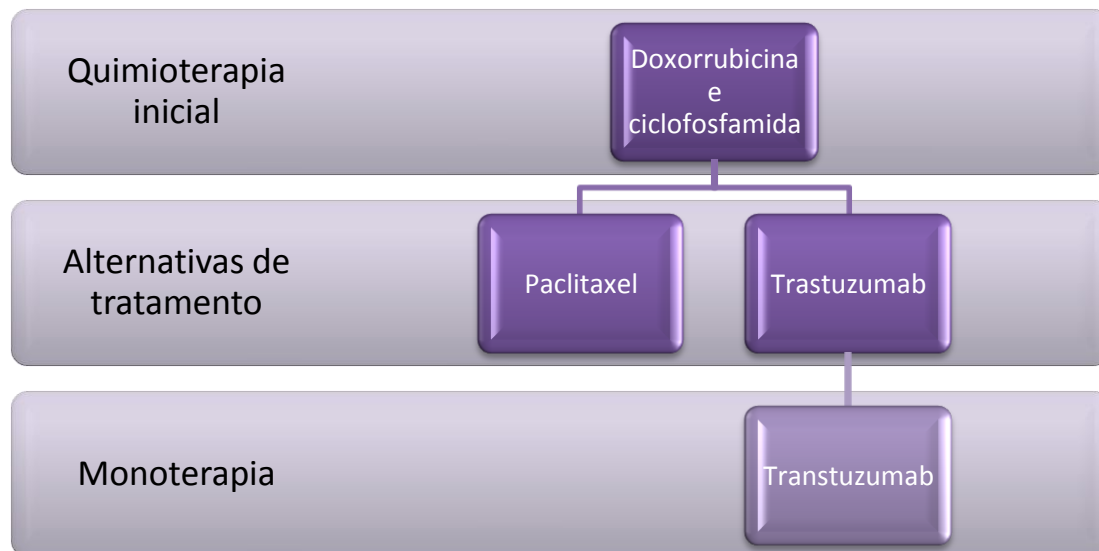 Quimioterapia
inicial
Doxorrubicina
e
ciclofosfamida
Alternativas de
tratamento
Paclitaxel
Trastuzumab
Monoterapia
Transtuzumab